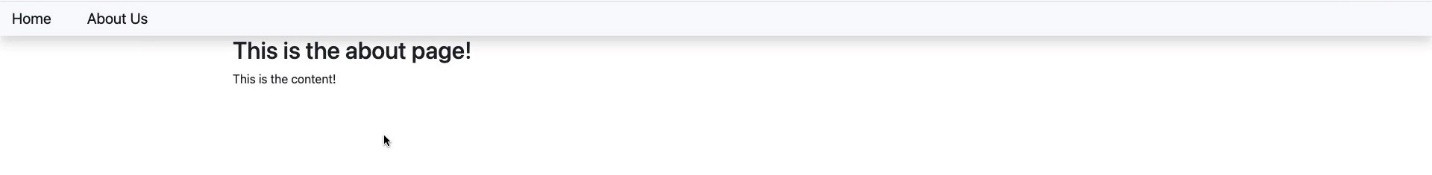 Home About Us
This is the about page!
This is the content!